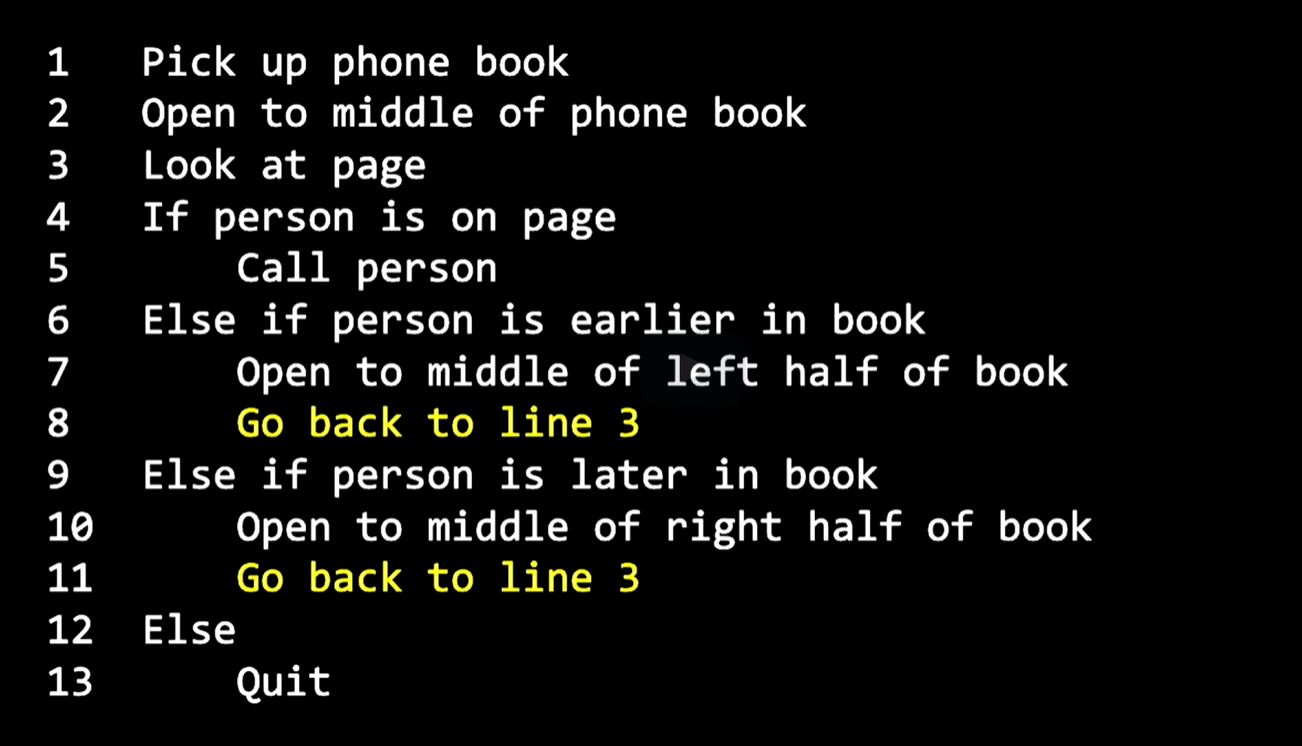 1 Pick up phone book
2 Open to middle of phone book
3 Look at page
4 If person is on page
5 Call person
6 Else if person is earlier in book
7 Open to middle of left half of book
8 Go back to line 3
9 Else if person is later in book
10 Open to middle of right half of book
11 Go back to line 3
12 Else
13 Quit